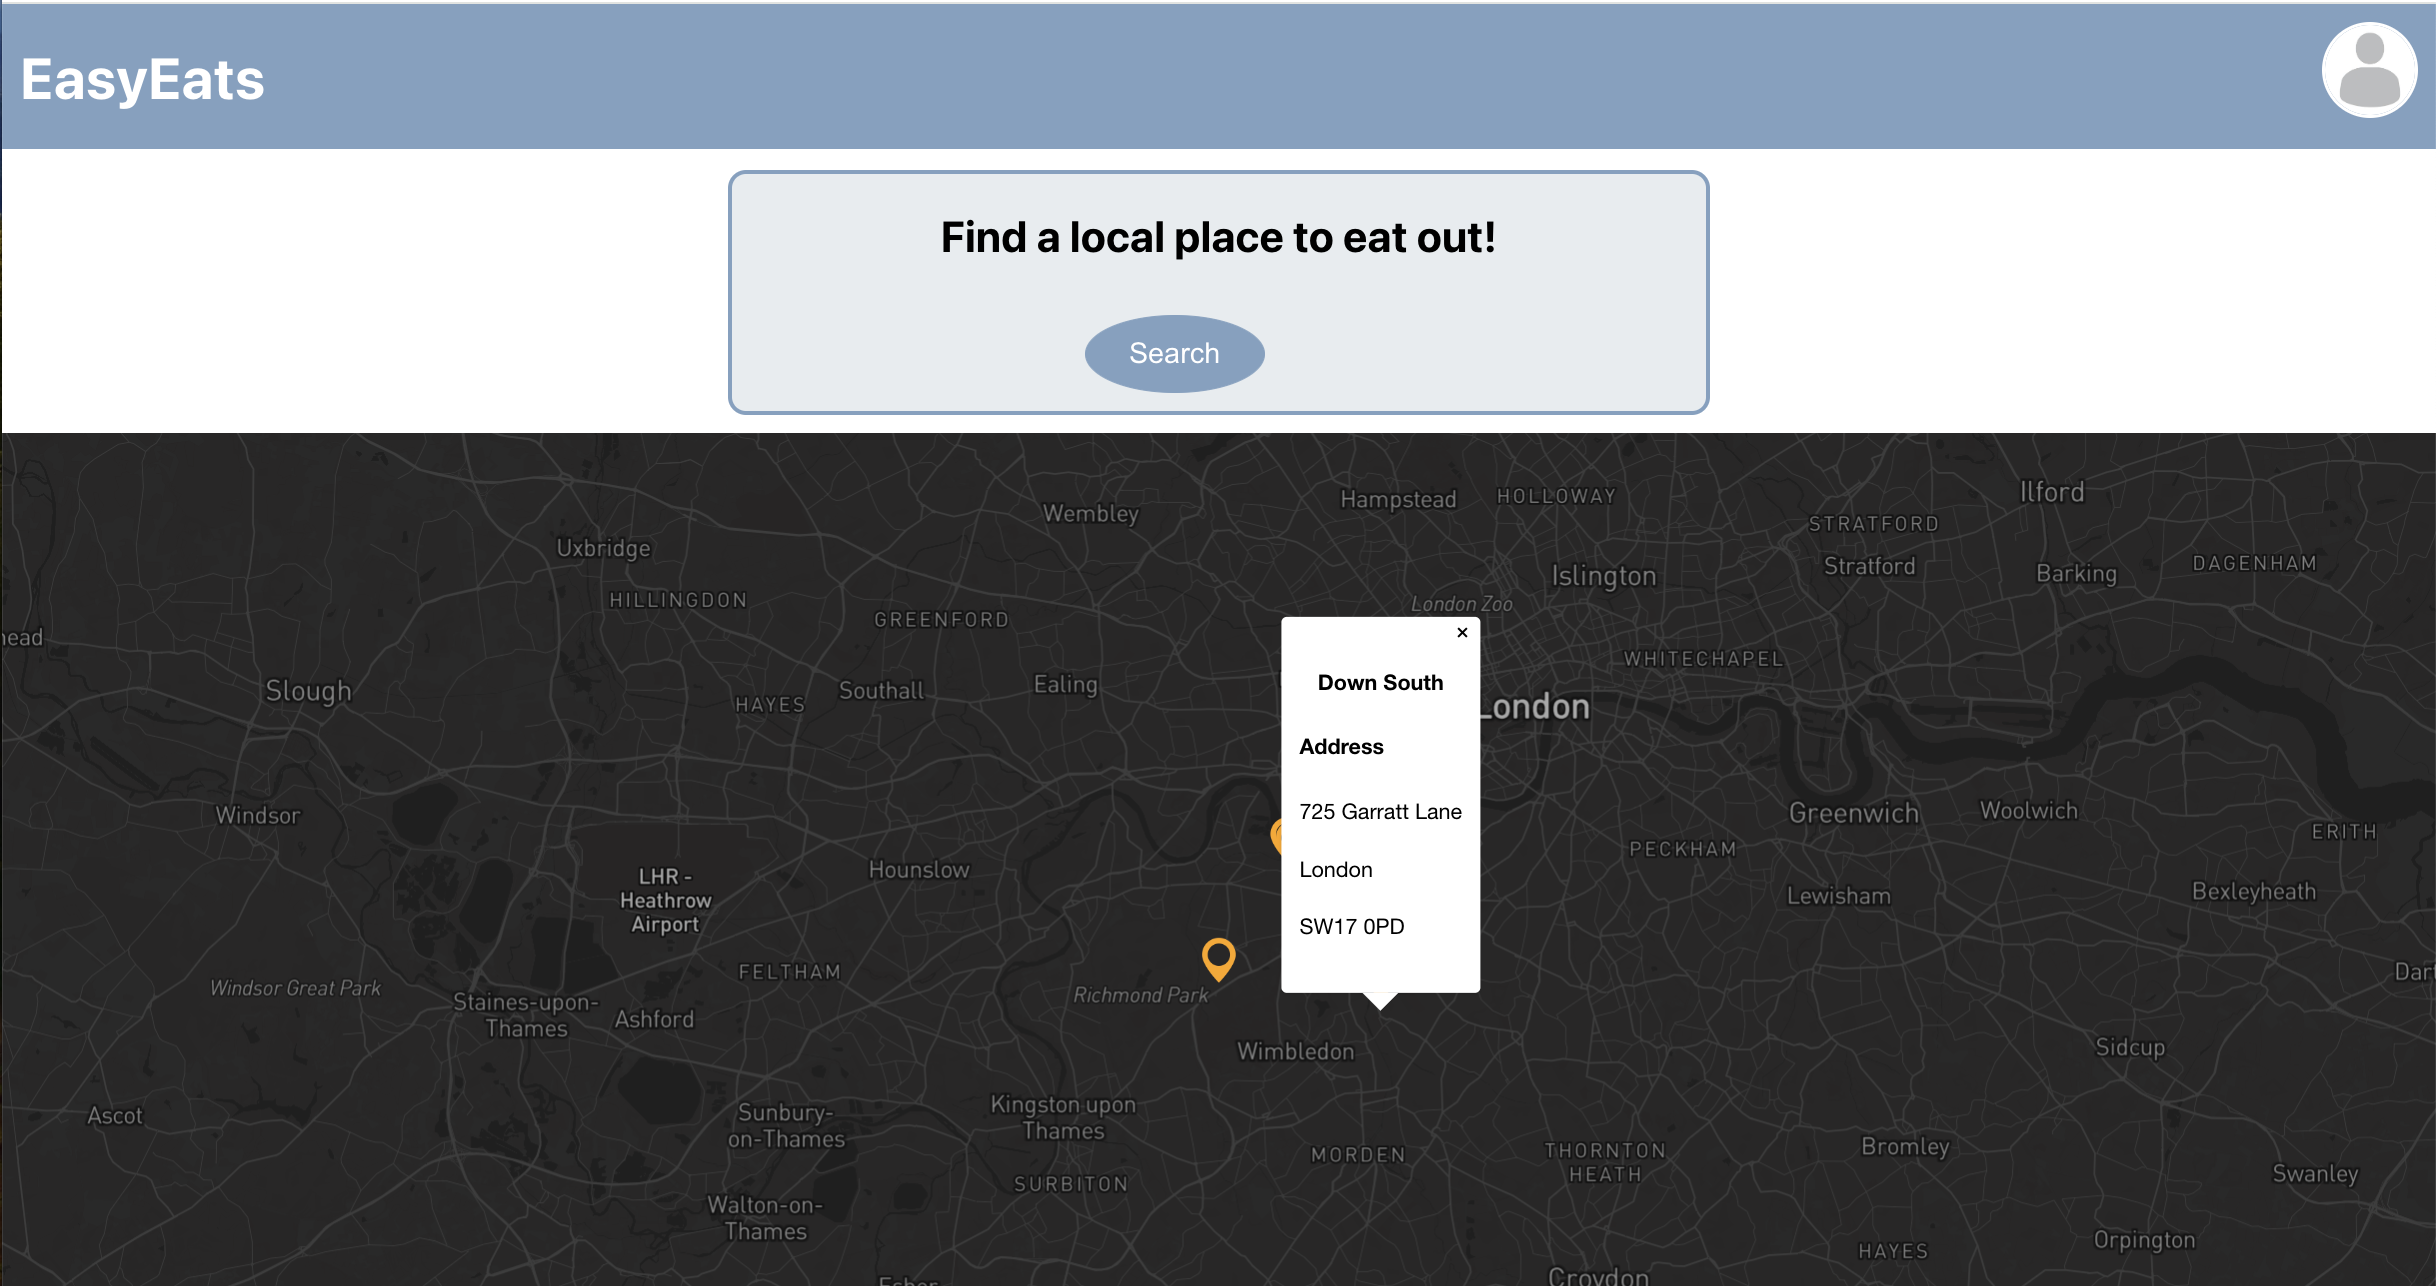 EasyEats
Find a local place to eat out!
Search
Ilford
HOLLOWAY
Hampstead
Wembley
STRATFORD
Uxbridge
DAGENHAM
Stratford
Barking
Islington
HILLINGDON
London Zoo
GREENFORD
×
WHITECHAPEL
Down South
Ealing
Southall
Slough
HAYES
London
Address
725 Garratt Lane
Woolwich
Greenwich
Windsor
ERITH
PECKHAM
London
Hounslow
LHR -
Heathrow
Airport
Bexleyheath
Lewisham
SW17 0PD
FELTHAM
Windsor Great Park
Richmond Park
Staines-upon-
Thames
Ashford
Sidcup
Wimbledon
Kingston upon
Thames
Sunbury-
on-Thames
Ascot
Bromley
THORNTON
HEATH
MORDEN
Swanley
SURBITON
Walton-on-
Thames
Orpington
HAYES
Croydon